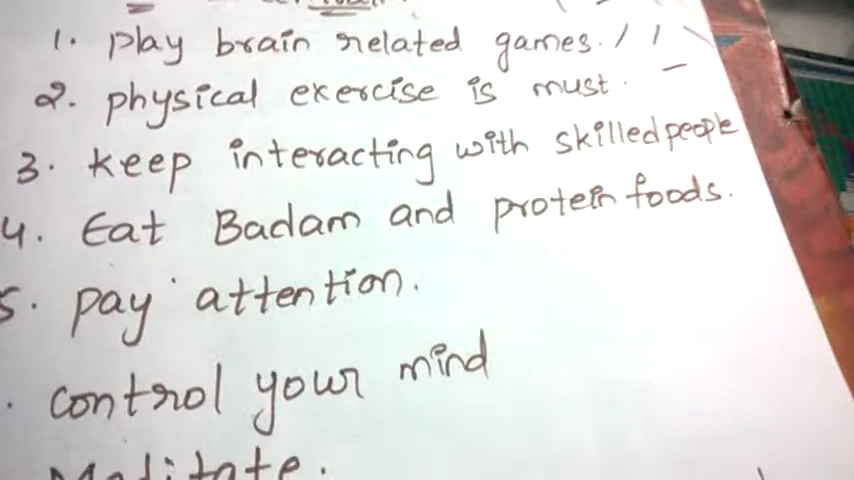 1. play brain related games.
2. physical exercise is must.
3. keep interacting with skilled people
4. Eat Badam and protein foods.
5. pay attention.
. control your mind
Meditate.